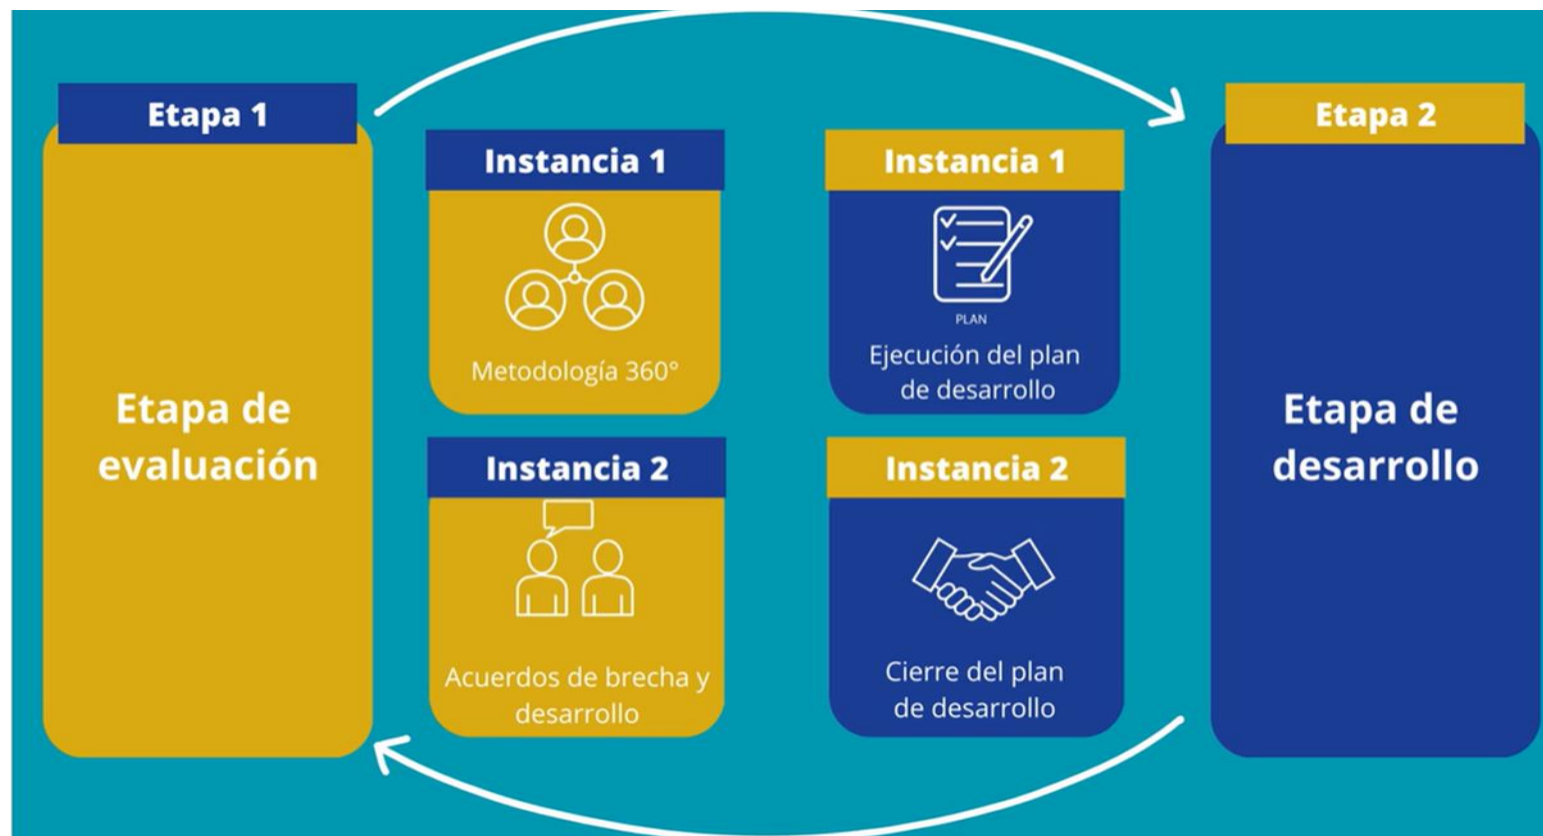 Etapa 1
Etapa de
evaluación
Instancia 1
Metodología 360°
Instancia 2
Acuerdos de brecha y
desarrollo
Instancia 1
PLAN
Ejecución del plan
de desarrollo
Instancia 2
Cierre del plan
de desarrollo
Etapa 2
Etapa de
desarrollo